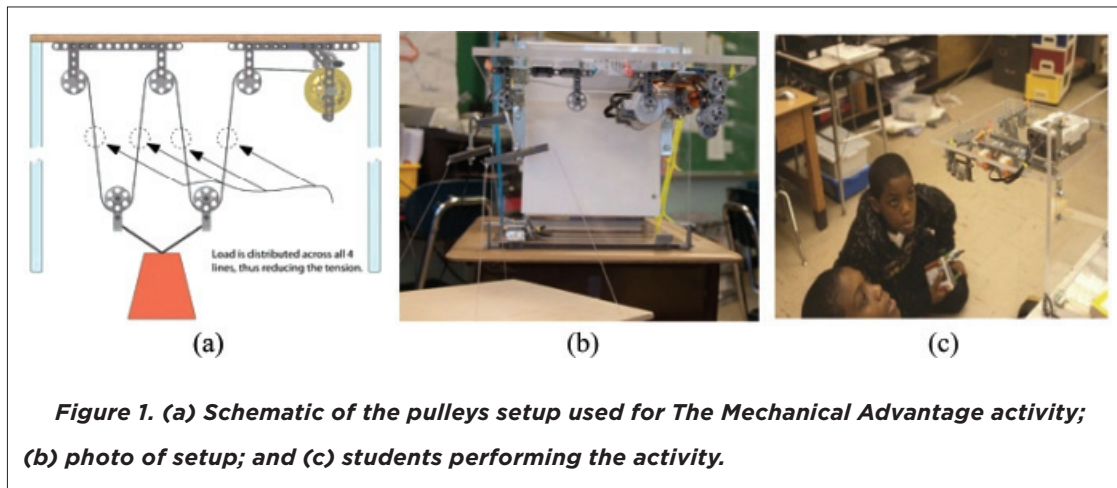 Load is distributed across all 4
lines, thus reducing the tension.
(a)
(b)
(c)
Figure 1. (a) Schematic of the pulleys setup used for The Mechanical Advantage activity;
(b) photo of setup; and (c) students performing the activity.